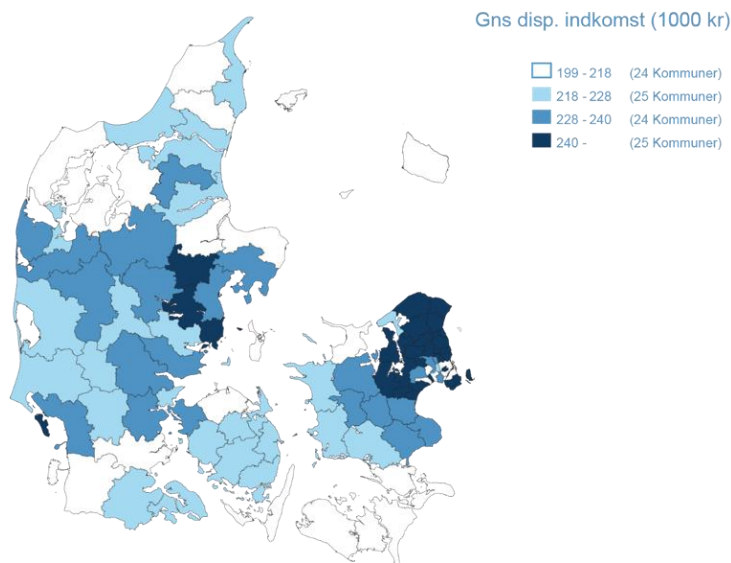 Gns disp. indkomst (1000 kr)
199 - 218 (24 Kommuner)
218 - 228 (25 Kommuner)
228 - 240 (24 Kommuner)
240 - (25 Kommuner)